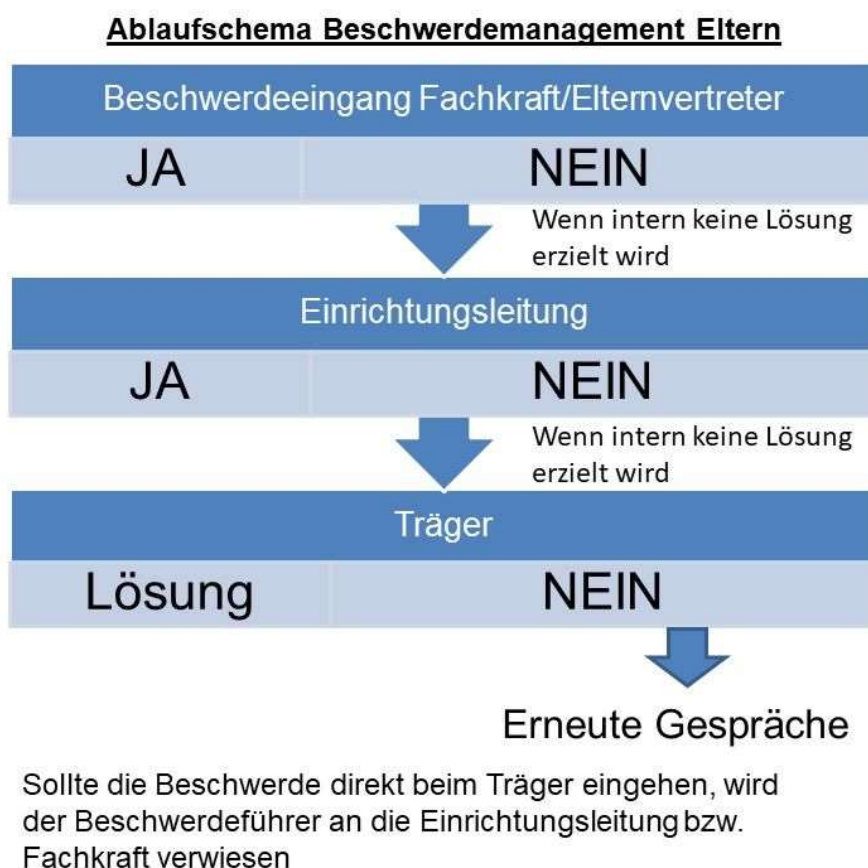 Ablaufschema Beschwerdemanagement Eltern
Beschwerdeeingang Fachkraft/Elternvertreter
JA NEIN
Wenn intern keine Lösung
erzielt wird
Einrichtungsleitung
JA NEIN
Wenn intern keine Lösung
erzielt wird
Träger
Lösung NEIN
Erneute Gespräche
Sollte die Beschwerde direkt beim Träger eingehen, wird
der Beschwerdeführer an die Einrichtungsleitung bzw.
Fachkraft verwiesen